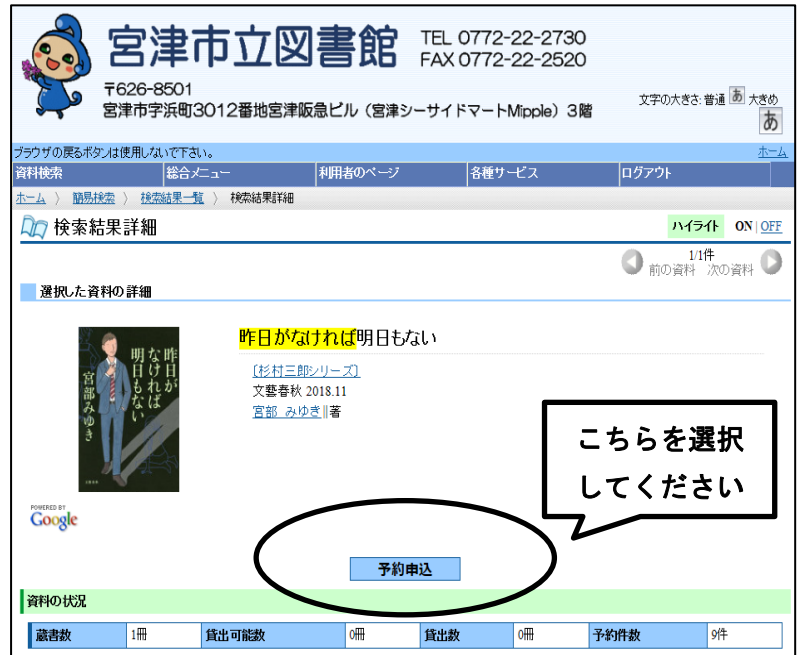 宮津市立図書館
TEL 0772-22-2730
FAX 0772-22-2520
〒626-8501
宮津市字浜町3012番地宮津阪急ビル（宮津シーサイドマートMipple）3階
文字の大きさ: 普通 あ 大きめ あ
ブラウザの戻るボタンは使用しないで下さい。 ホーム
資料検索 総合メニュー 利用者のページ 各種サービス ログアウト
ホーム 〉 簡易検索 〉 検索結果一覧 〉 検索結果詳細
検索結果詳細 ハイライト ON | OFF
1/1件
前の資料 次の資料
選択した資料の詳細
昨日がなければ明日もない
昨日が
なければ
明日もない
宮部みゆき
〔杉村三郎シリーズ〕
文藝春秋 2018.11
宮部 みゆき‖著
こちらを選択
してください
POWERED BY
Google
予約申込
資料の状況
蔵書数 1冊 貸出可能数 0冊 貸出数 0冊 予約件数 9件